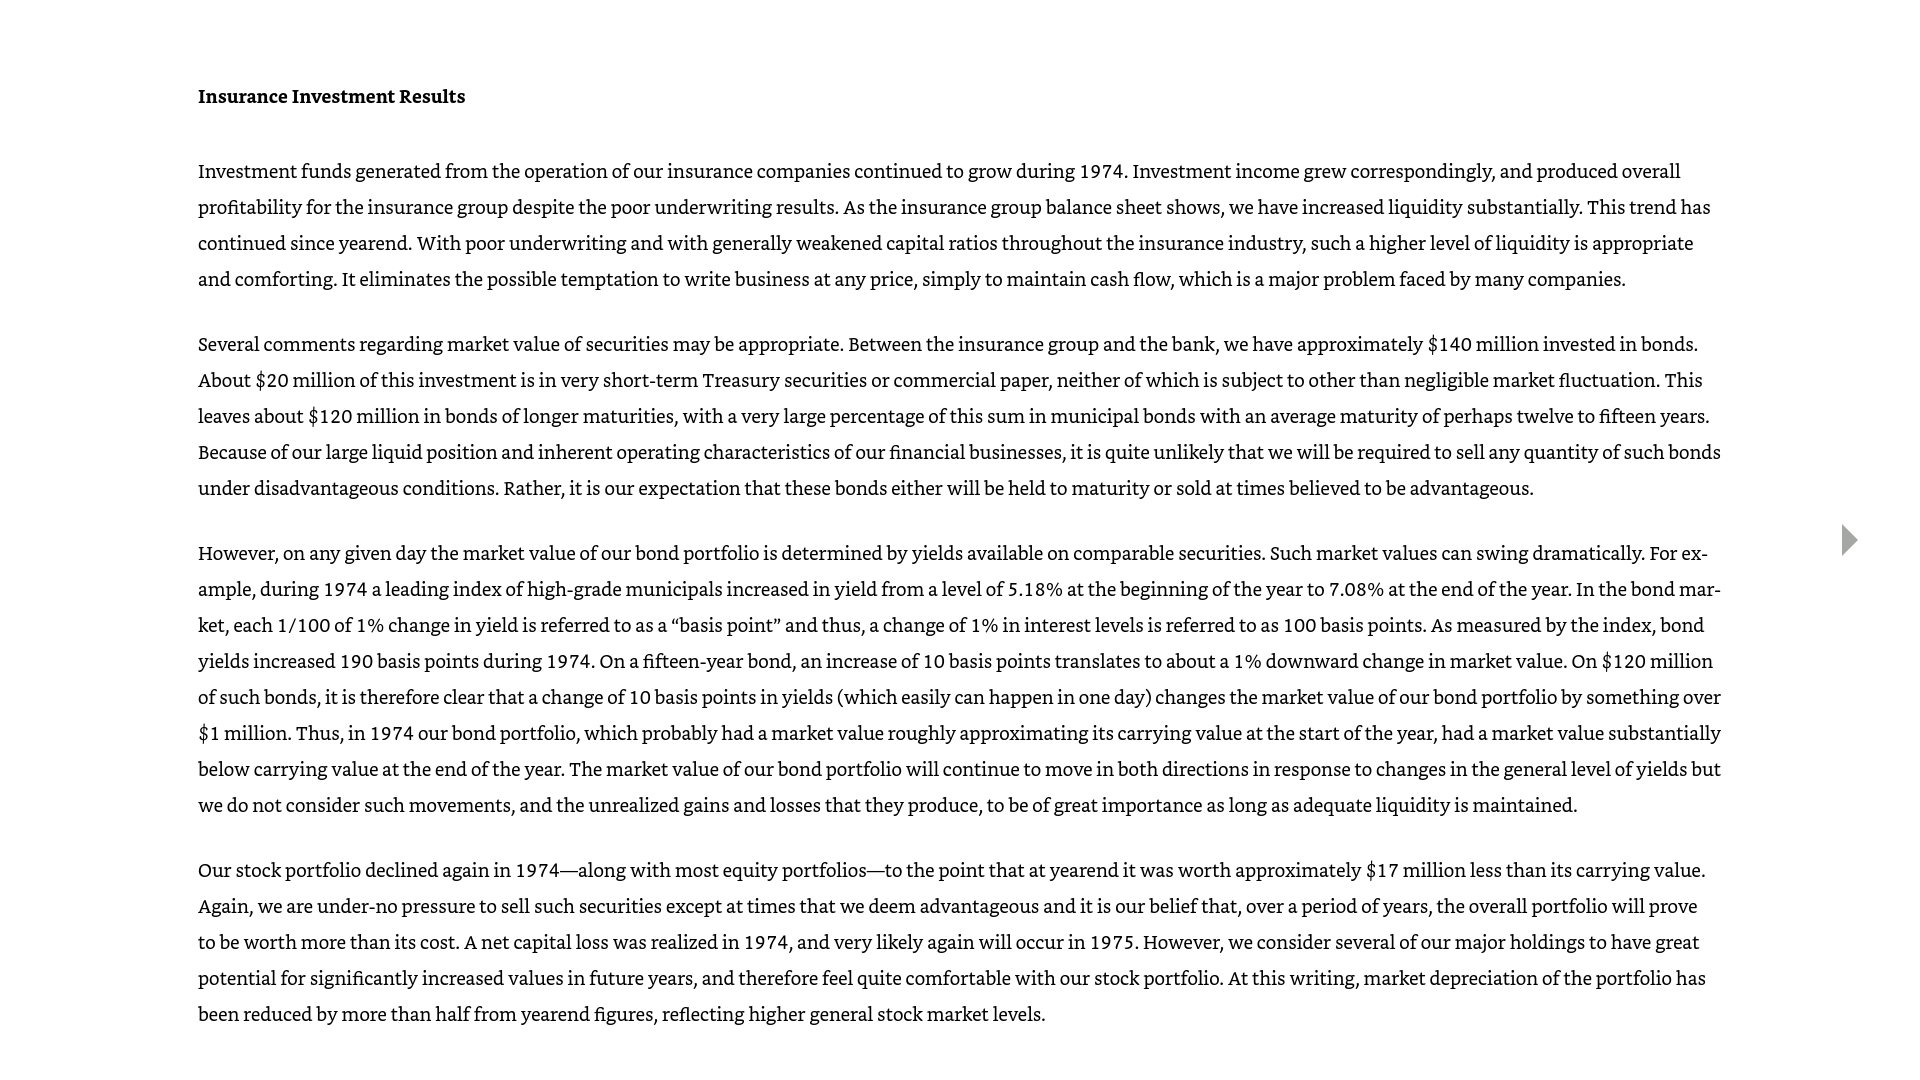 Insurance Investment Results
Investment funds generated from the operation of our insurance companies continued to grow during 1974. Investment income grew correspondingly, and produced overall
profitability for the insurance group despite the poor underwriting results. As the insurance group balance sheet shows, we have increased liquidity substantially. This trend has
continued since yearend. With poor underwriting and with generally weakened capital ratios throughout the insurance industry, such a higher level of liquidity is appropriate
and comforting. It eliminates the possible temptation to write business at any price, simply to maintain cash flow, which is a major problem faced by many companies.
Several comments regarding market value of securities may be appropriate. Between the insurance group and the bank, we have approximately $140 million invested in bonds.
About $20 million of this investment is in very short-term Treasury securities or commercial paper, neither of which is subject to other than negligible market fluctuation. This
leaves about $120 million in bonds of longer maturities, with a very large percentage of this sum in municipal bonds with an average maturity of perhaps twelve to fifteen years.
Because of our large liquid position and inherent operating characteristics of our financial businesses, it is quite unlikely that we will be required to sell any quantity of such bonds
under disadvantageous conditions. Rather, it is our expectation that these bonds either will be held to maturity or sold at times believed to be advantageous.
However, on any given day the market value of our bond portfolio is determined by yields available on comparable securities. Such market values can swing dramatically. For ex-
ample, during 1974 a leading index of high-grade municipals increased in yield from a level of 5.18% at the beginning of the year to 7.08% at the end of the year. In the bond mar-
ket, each 1/100 of 1% change in yield is referred to as a “basis point” and thus, a change of 1% in interest levels is referred to as 100 basis points. As measured by the index, bond
yields increased 190 basis points during 1974. On a fifteen-year bond, an increase of 10 basis points translates to about a 1% downward change in market value. On $120 million
of such bonds, it is therefore clear that a change of 10 basis points in yields (which easily can happen in one day) changes the market value of our bond portfolio by something over
$1 million. Thus, in 1974 our bond portfolio, which probably had a market value roughly approximating its carrying value at the start of the year, had a market value substantially
below carrying value at the end of the year. The market value of our bond portfolio will continue to move in both directions in response to changes in the general level of yields but
we do not consider such movements, and the unrealized gains and losses that they produce, to be of great importance as long as adequate liquidity is maintained.
Our stock portfolio declined again in 1974—along with most equity portfolios—to the point that at yearend it was worth approximately $17 million less than its carrying value.
Again, we are under-no pressure to sell such securities except at times that we deem advantageous and it is our belief that, over a period of years, the overall portfolio will prove
to be worth more than its cost. A net capital loss was realized in 1974, and very likely again will occur in 1975. However, we consider several of our major holdings to have great
potential for significantly increased values in future years, and therefore feel quite comfortable with our stock portfolio. At this writing, market depreciation of the portfolio has
been reduced by more than half from yearend figures, reflecting higher general stock market levels.